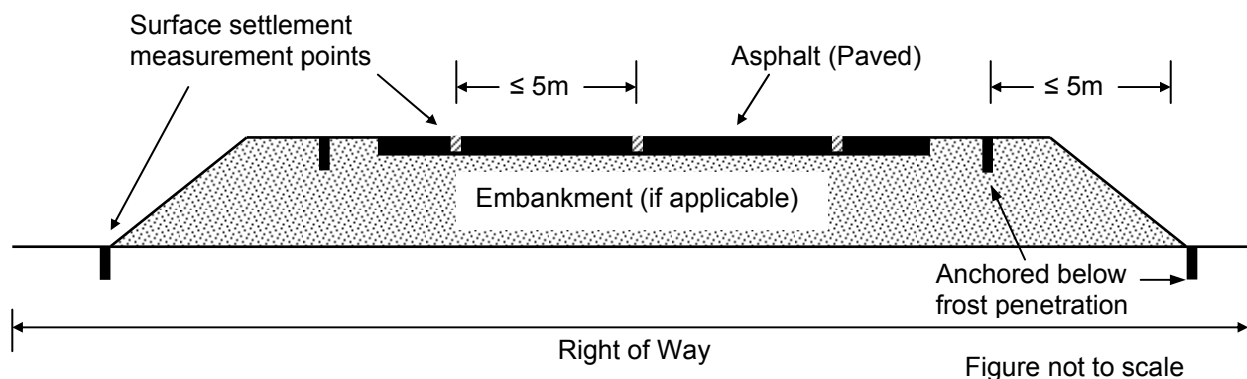 Surface settlement
measurement points
Asphalt (Paved)
≤ 5m
≤ 5m
Embankment (if applicable)
Anchored below
frost penetration
Right of Way
Figure not to scale